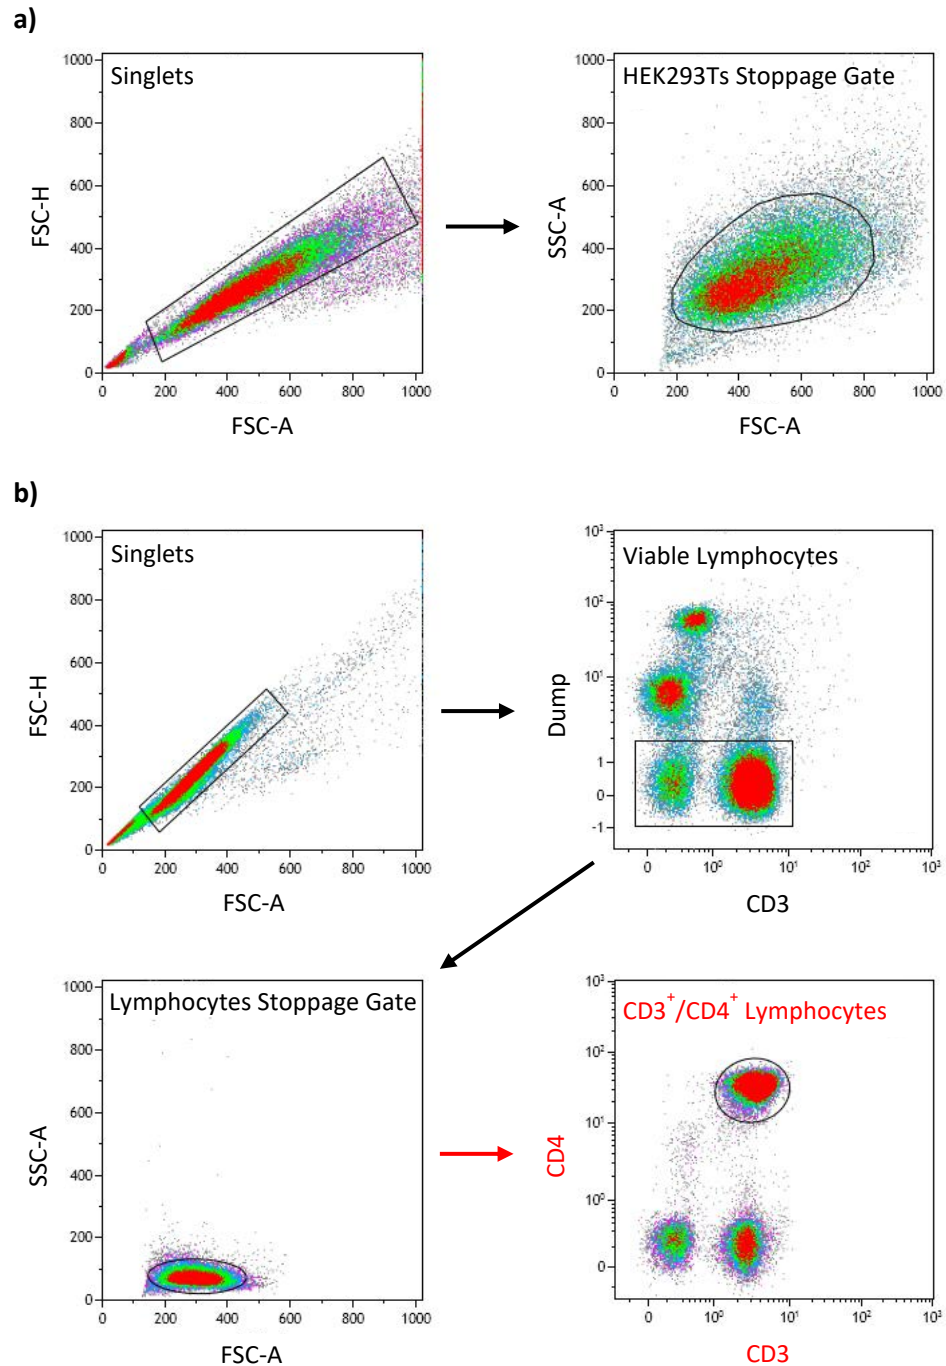 a)
Singlets
1000
800
600
400
200
0
0 200 400 600 800 1000
FSC-H
FSC-A
HEK293Ts Stoppage Gate
1000
800
600
400
200
0
0 200 400 600 800 1000
SSC-A
FSC-A
b)
Singlets
1000
800
600
400
200
0
0 200 400 600 800 1000
FSC-H
FSC-A
Viable Lymphocytes
10³
10²
10¹
1
0
-1
0 10⁰ 10¹ 10² 10³
Dump
CD3
Lymphocytes Stoppage Gate
1000
800
600
400
200
0
0 200 400 600 800 1000
SSC-A
FSC-A
CD3⁺/CD4⁺ Lymphocytes
10³
10²
10¹
10⁰
0
0 10⁰ 10¹ 10² 10³
CD4
CD3